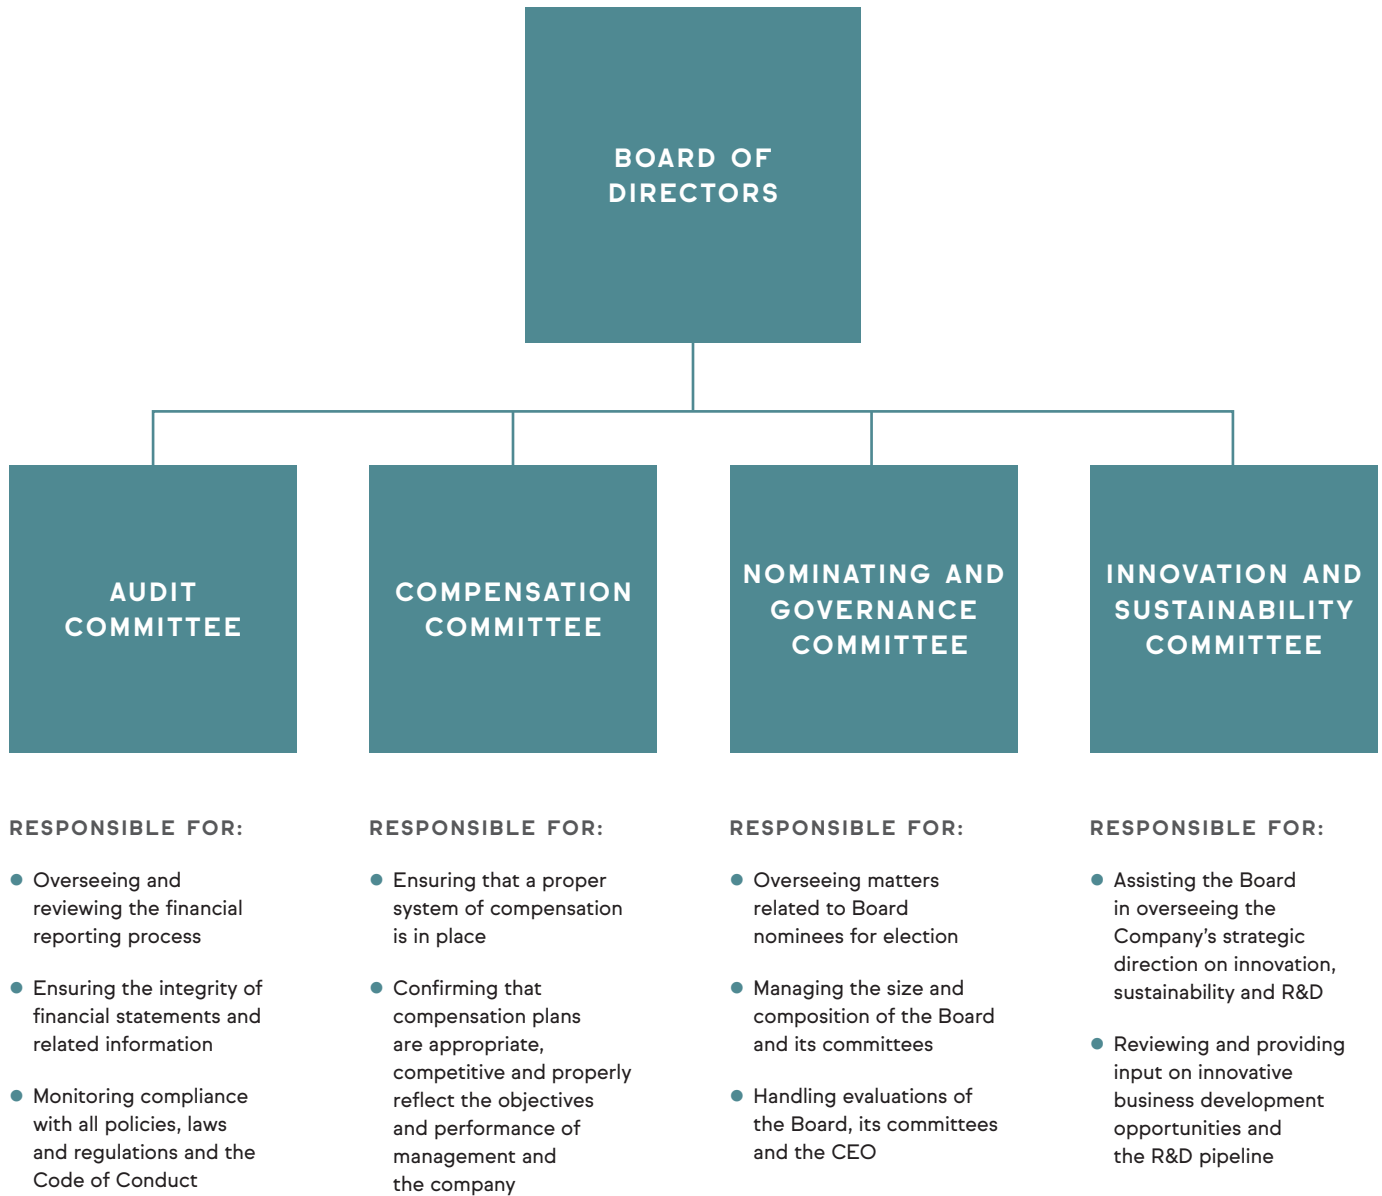 BOARD OF
DIRECTORS
AUDIT
COMMITTEE
COMPENSATION
COMMITTEE
NOMINATING AND
GOVERNANCE
COMMITTEE
INNOVATION AND
SUSTAINABILITY
COMMITTEE
RESPONSIBLE FOR:
● Overseeing and
reviewing the financial
reporting process
● Ensuring the integrity of
financial statements and
related information
● Monitoring compliance
with all policies, laws
and regulations and the
Code of Conduct
RESPONSIBLE FOR:
● Ensuring that a proper
system of compensation
is in place
● Confirming that
compensation plans
are appropriate,
competitive and properly
reflect the objectives
and performance of
management and
the company
RESPONSIBLE FOR:
● Overseeing matters
related to Board
nominees for election
● Managing the size and
composition of the Board
and its committees
● Handling evaluations of
the Board, its committees
and the CEO
RESPONSIBLE FOR:
● Assisting the Board
in overseeing the
Company’s strategic
direction on innovation,
sustainability and R&D
● Reviewing and providing
input on innovative
business development
opportunities and
the R&D pipeline